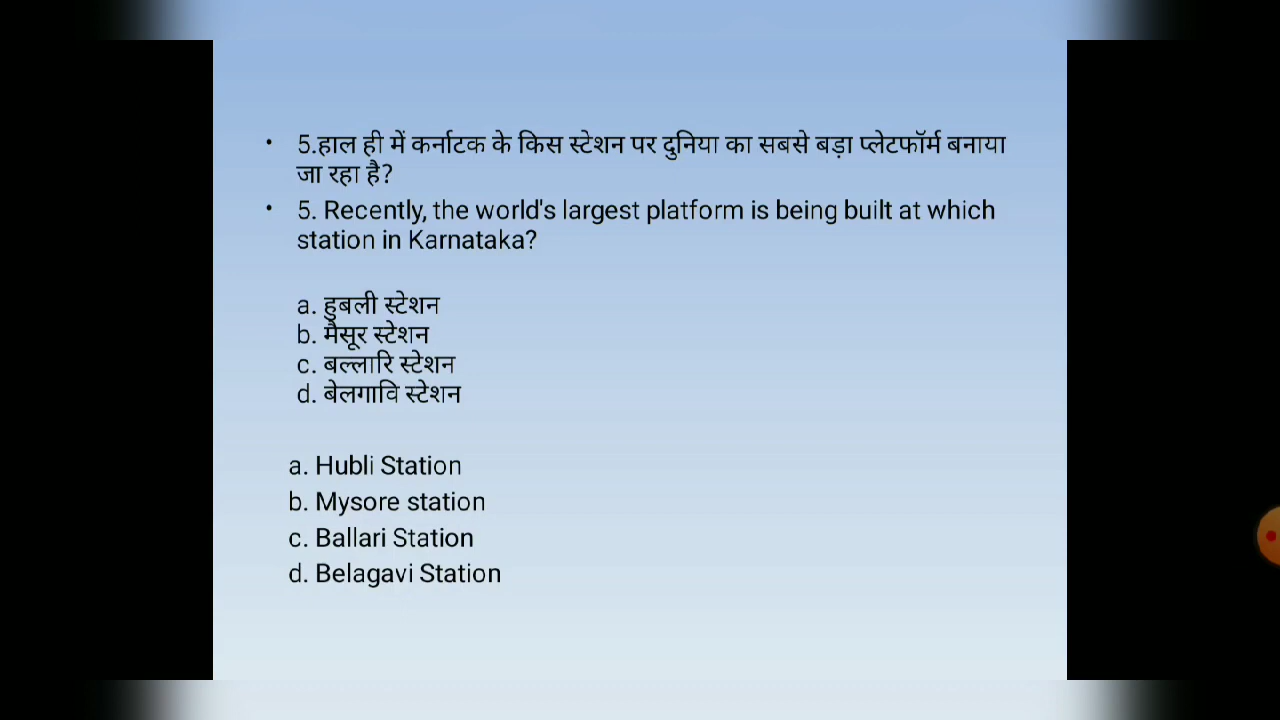 • 5.हाल ही में कर्नाटक के किस स्टेशन पर दुनिया का सबसे बड़ा प्लेटफॉर्म बनाया
जा रहा है?
• 5. Recently, the world's largest platform is being built at which
station in Karnataka?
a. हुबली स्टेशन
b. मैसूर स्टेशन
c. बल्लारि स्टेशन
d. बेलगावि स्टेशन
a. Hubli Station
b. Mysore station
c. Ballari Station
d. Belagavi Station